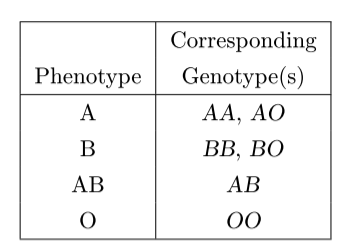 Corresponding
Phenotype Genotype(s)
A AA, AO
B BB, BO
AB AB
O OO